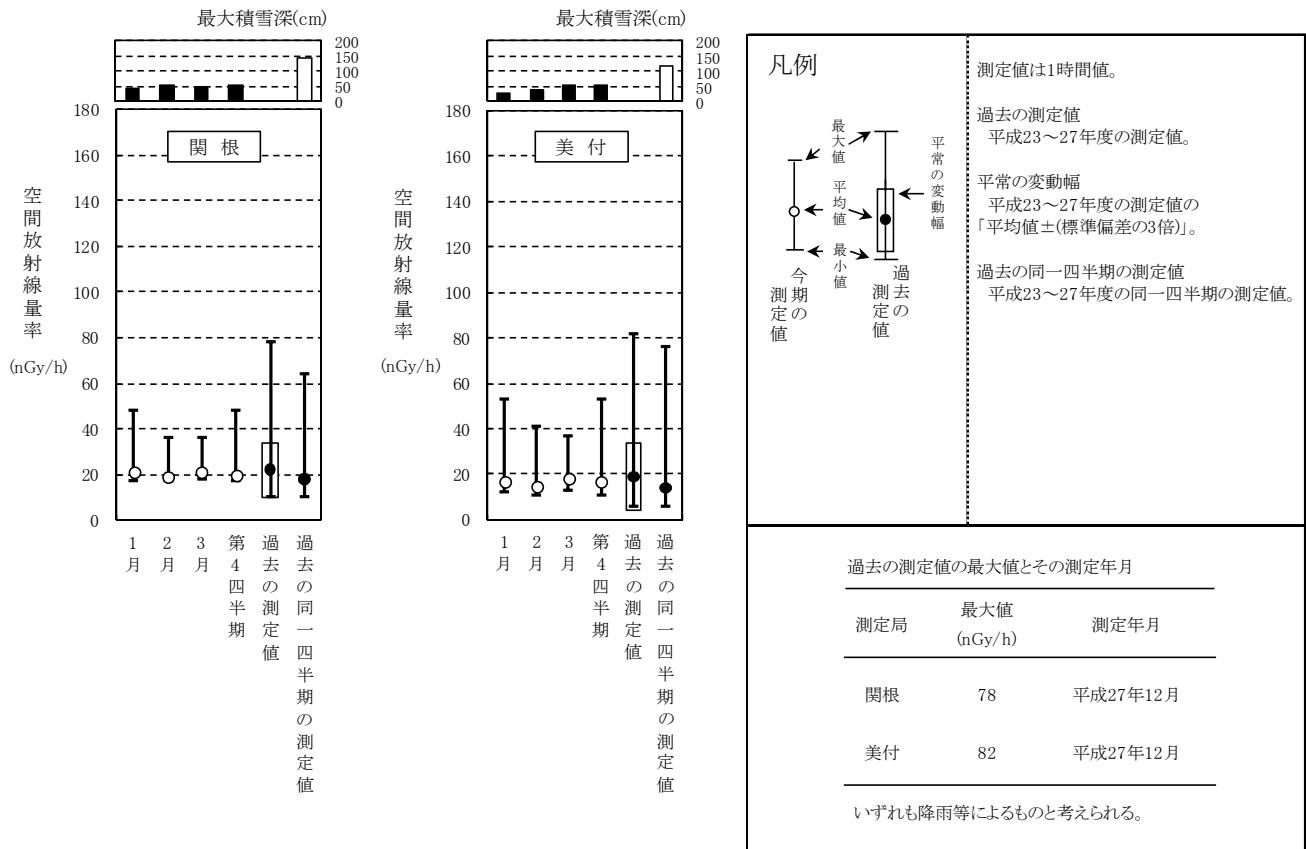 最大積雪深(cm)
200
150
100
50
0
180
160
140
120
100
80
60
40
20
0
関根
空間放射線量率
(nGy/h)
1月
2月
3月
第4四半期
過去の測定値
過去の同一四半期の測定値
最大積雪深(cm)
200
150
100
50
0
180
160
140
120
100
80
60
40
20
0
美付
空間放射線量率
(nGy/h)
1月
2月
3月
第4四半期
過去の測定値
過去の同一四半期の測定値
凡例
最大値
平均値
最小値
平常の変動幅
今期の
測定値
過去の
測定値
測定値は1時間値。
過去の測定値
平成23～27年度の測定値。
平常の変動幅
平成23～27年度の測定値の
「平均値±(標準偏差の3倍)」。
過去の同一四半期の測定値
平成23～27年度の同一四半期の測定値。
過去の測定値の最大値とその測定年月
測定局 最大値 (nGy/h) 測定年月
関根 78 平成27年12月
美付 82 平成27年12月
いずれも降雨等によるものと考えられる。